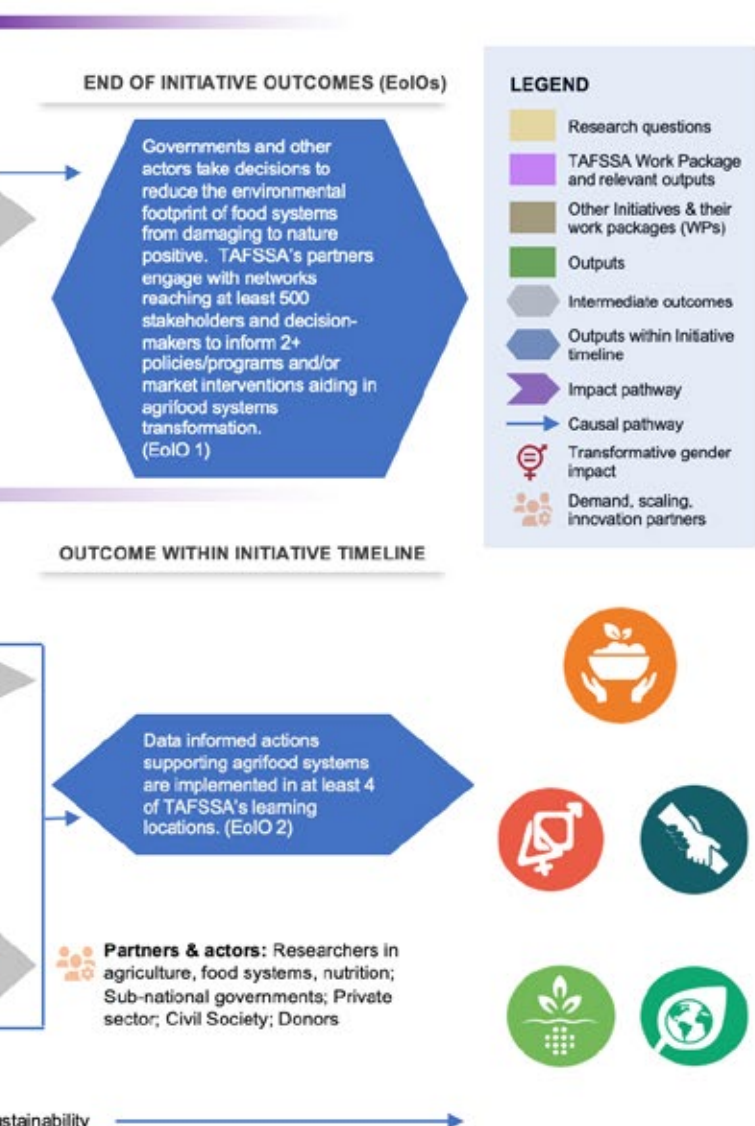 END OF INITIATIVE OUTCOMES (EoIOs)
Governments and other
actors take decisions to
reduce the environmental
footprint of food systems
from damaging to nature
positive. TAFSSA's partners
engage with networks
reaching at least 500
stakeholders and decision-
makers to inform 2+
policies/programs and/or
market interventions aiding in
agrifood systems
transformation.
(EoIO 1)
LEGEND
Research questions
TAFSSA Work Package
and relevant outputs
Other Initiatives & their
work packages (WPs)
Outputs
Intermediate outcomes
Outputs within Initiative
timeline
Impact pathway
Causal pathway
Transformative gender
impact
Demand, scaling,
innovation partners
OUTCOME WITHIN INITIATIVE TIMELINE
Data informed actions
supporting agrifood systems
are implemented in at least 4
of TAFSSA's learning
locations. (EoIO 2)
Partners & actors: Researchers in
agriculture, food systems, nutrition;
Sub-national governments; Private
sector; Civil Society; Donors